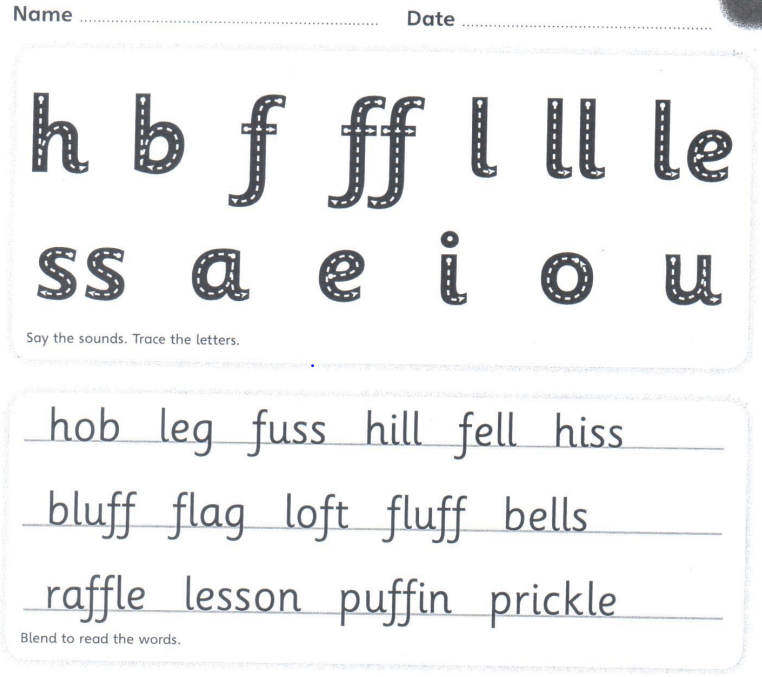 Name Date
h b f ff l ll le
ss a e i o u
Say the sounds. Trace the letters.
hob leg fuss hill fell hiss
bluff flag loft fluff bells
raffle lesson puffin prickle
Blend to read the words.